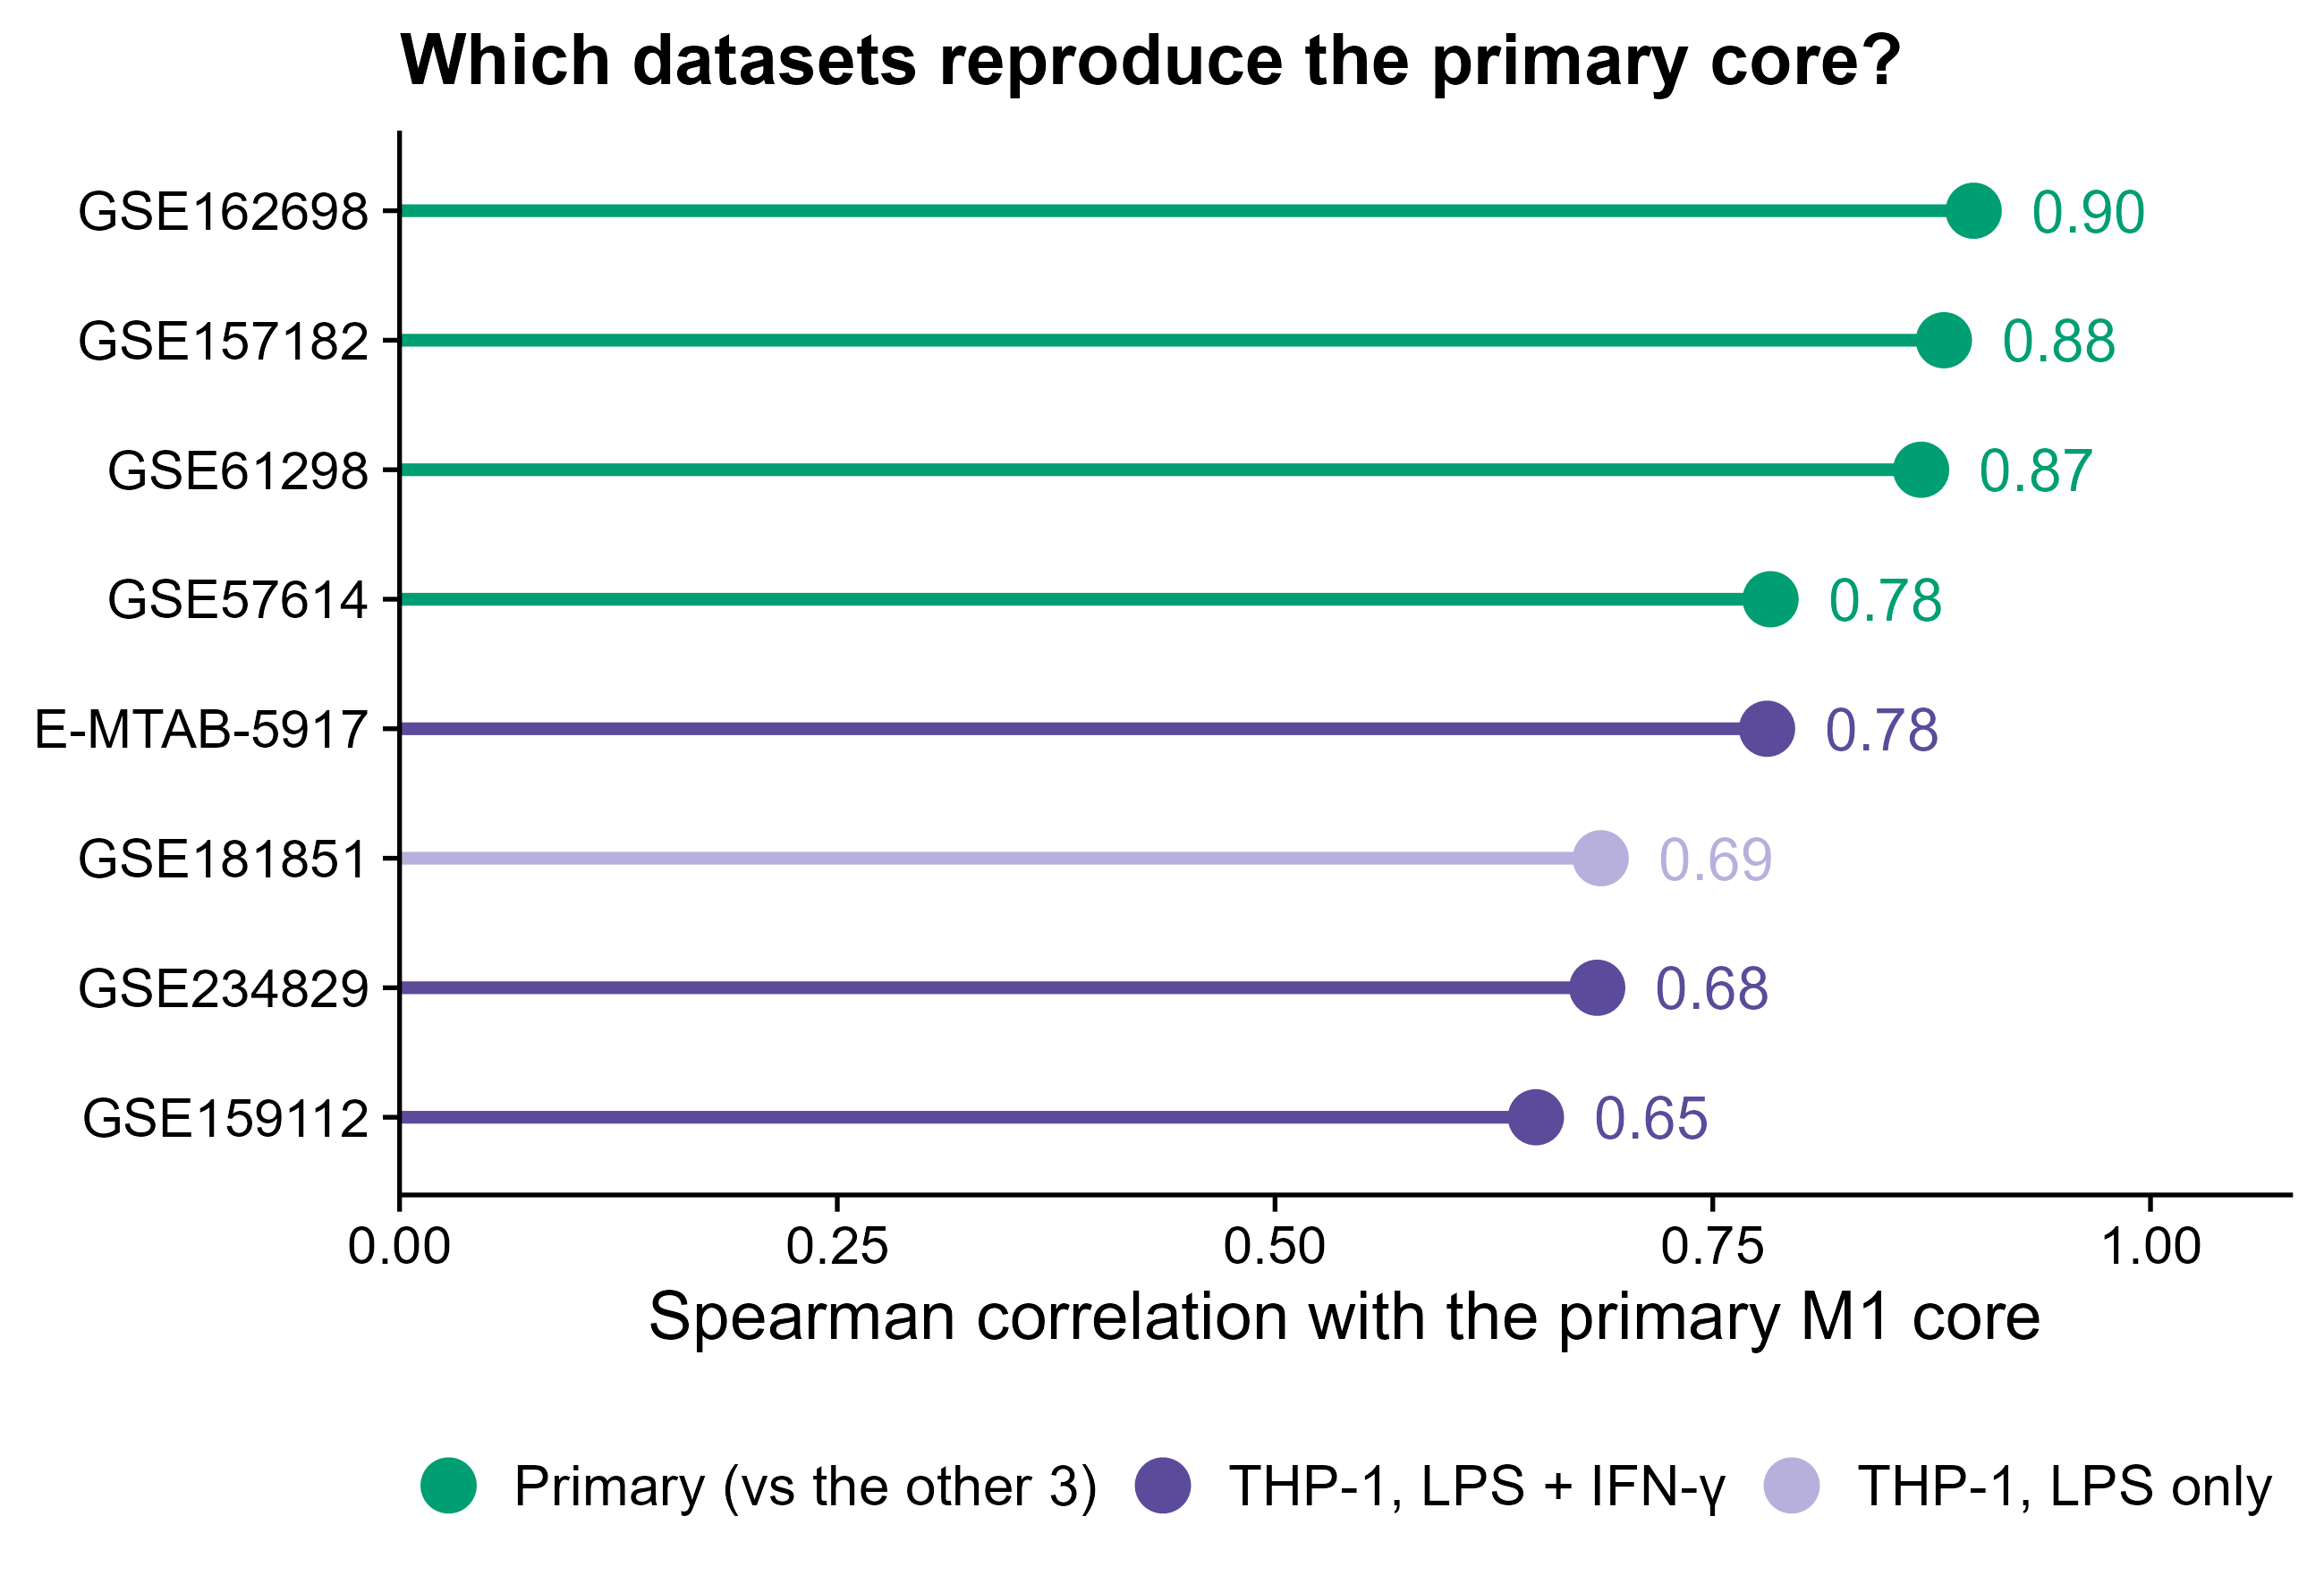 Which datasets reproduce the primary core?
GSE162698 0.90
GSE157182 0.88
GSE61298 0.87
GSE57614 0.78
E-MTAB-5917 0.78
GSE181851 0.69
GSE234829 0.68
GSE159112 0.65
0.00 0.25 0.50 0.75 1.00
Spearman correlation with the primary M1 core
Primary (vs the other 3) THP-1, LPS + IFN-γ THP-1, LPS only